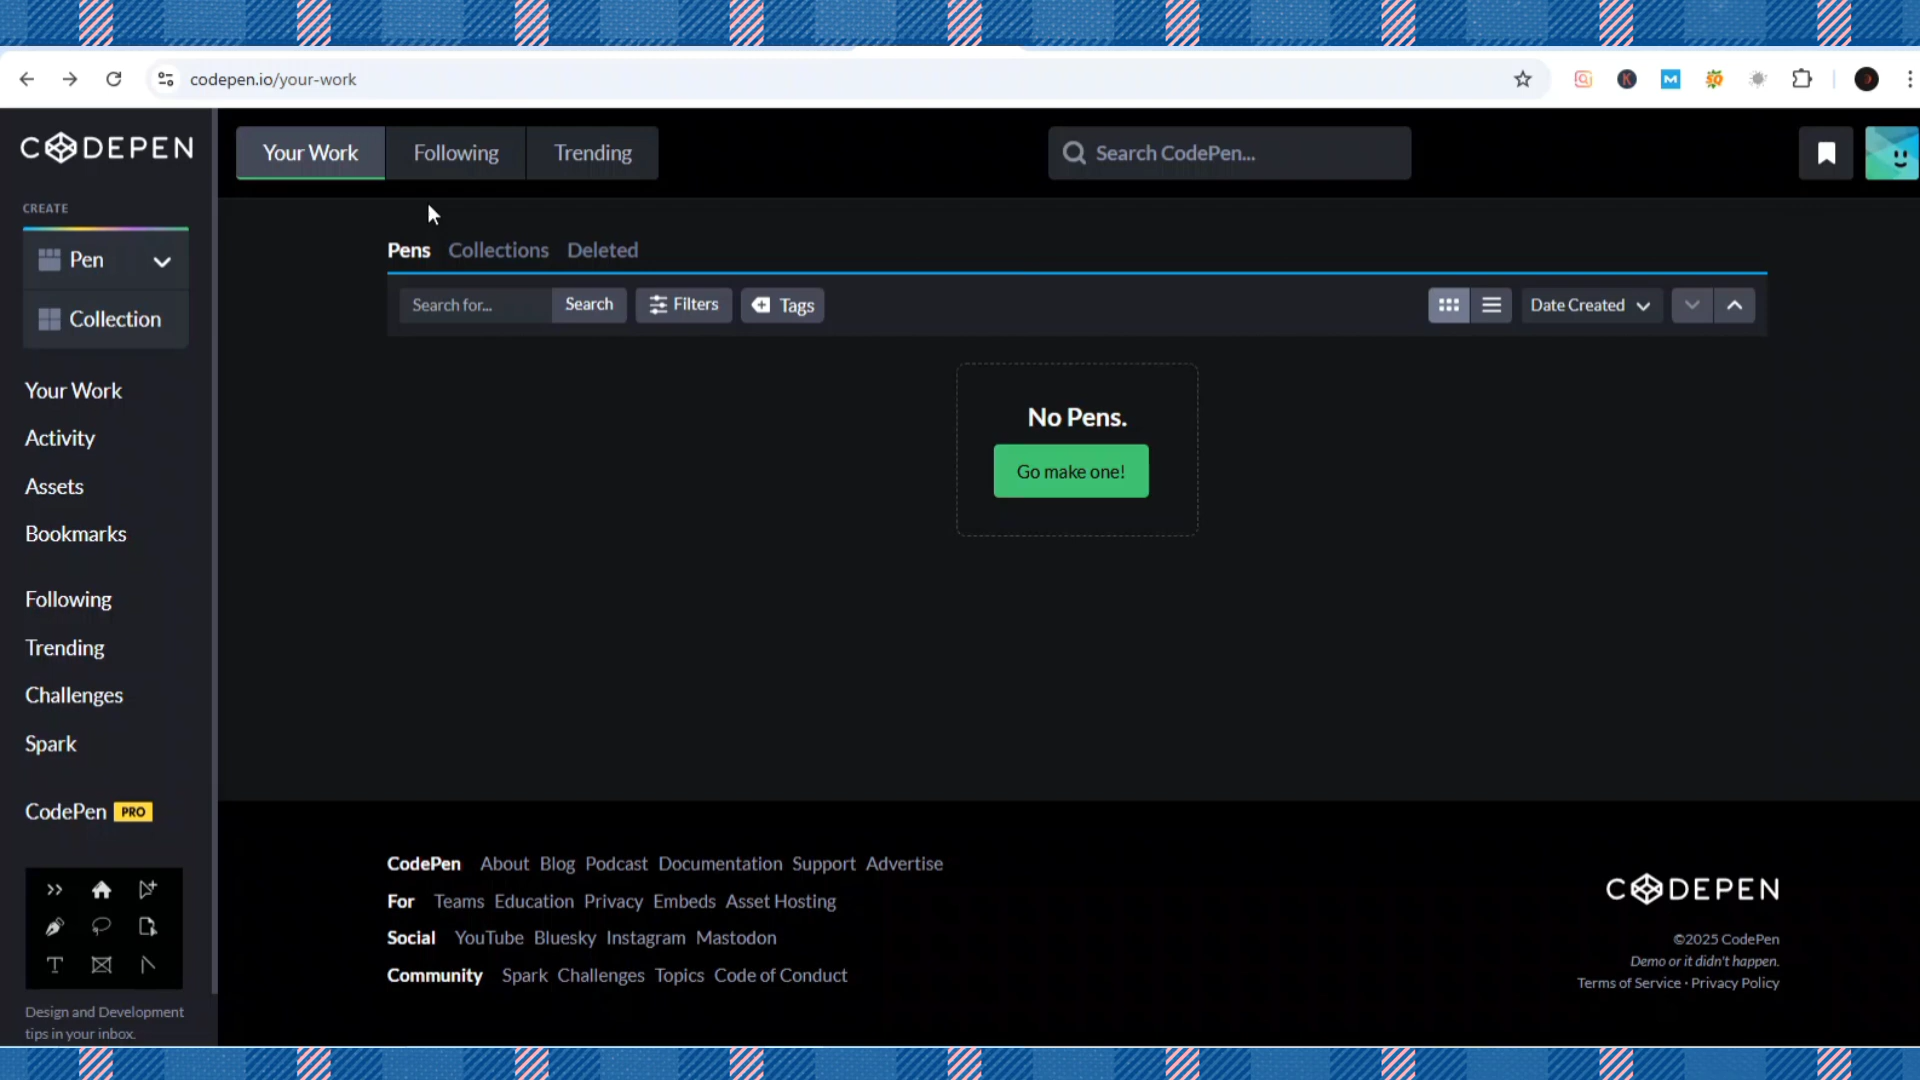 codepen.io/your-work
CODEPEN
Your Work Following Trending
Search CodePen...
CREATE
Pen
Collection
Your Work
Activity
Assets
Bookmarks
Following
Trending
Challenges
Spark
CodePen PRO
Design and Development
tips in your inbox.
Pens Collections Deleted
Search for... Search Filters Tags Date Created
No Pens.
Go make one!
CodePen About Blog Podcast Documentation Support Advertise
For Teams Education Privacy Embeds Asset Hosting
Social YouTube Bluesky Instagram Mastodon
Community Spark Challenges Topics Code of Conduct
CODEPEN
©2025 CodePen
Demo or it didn't happen.
Terms of Service · Privacy Policy